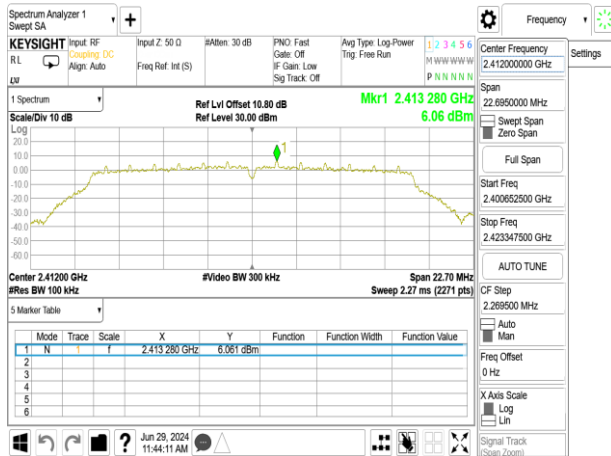 Spectrum Analyzer 1
Swept SA
+
Frequency
Settings
KEYSIGHT
RL
LXI
Input: RF
Coupling: DC
Align: Auto
Input Z: 50 Ω
Freq Ref: Int (S)
#Atten: 30 dB
PNO: Fast
Gate: Off
IF Gain: Low
Sig Track: Off
Avg Type: Log-Power
Trig: Free Run
1 2 3 4 5 6
M W W W W W
P N N N N N
1 Spectrum
Scale/Div 10 dB
Ref Lvl Offset 10.80 dB
Ref Level 30.00 dBm
Mkr1 2.413 280 GHz
6.06 dBm
Log
20.0
10.0
0.00
-10.0
-20.0
-30.0
-40.0
-50.0
-60.0
1
Center 2.41200 GHz
#Res BW 100 kHz
#Video BW 300 kHz
Span 22.70 MHz
Sweep 2.27 ms (2271 pts)
5 Marker Table
Mode Trace Scale X Y Function Function Width Function Value
1 N 1 f 2.413 280 GHz 6.061 dBm
2
3
4
5
6
Jun 29, 2024
11:44:11 AM
?
Center Frequency
2.412000000 GHz
Span
22.6950000 MHz
Swept Span
Zero Span
Full Span
Start Freq
2.400652500 GHz
Stop Freq
2.423347500 GHz
AUTO TUNE
CF Step
2.269500 MHz
Auto
Man
Freq Offset
0 Hz
X Axis Scale
Log
Lin
Signal Track
(Span Zoom)